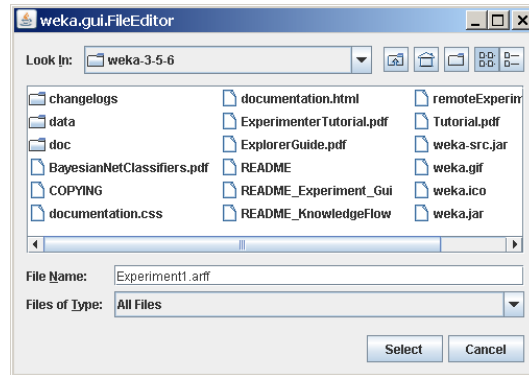 weka.gui.FileEditor
Look In: weka-3-5-6
changelogs documentation.html remoteExperim
data ExperimenterTutorial.pdf Tutorial.pdf
doc ExplorerGuide.pdf weka-src.jar
BayesianNetClassifiers.pdf README weka.gif
COPYING README_Experiment_Gui weka.ico
documentation.css README_KnowledgeFlow weka.jar
File Name: Experiment1.arff
Files of Type: All Files
Select Cancel